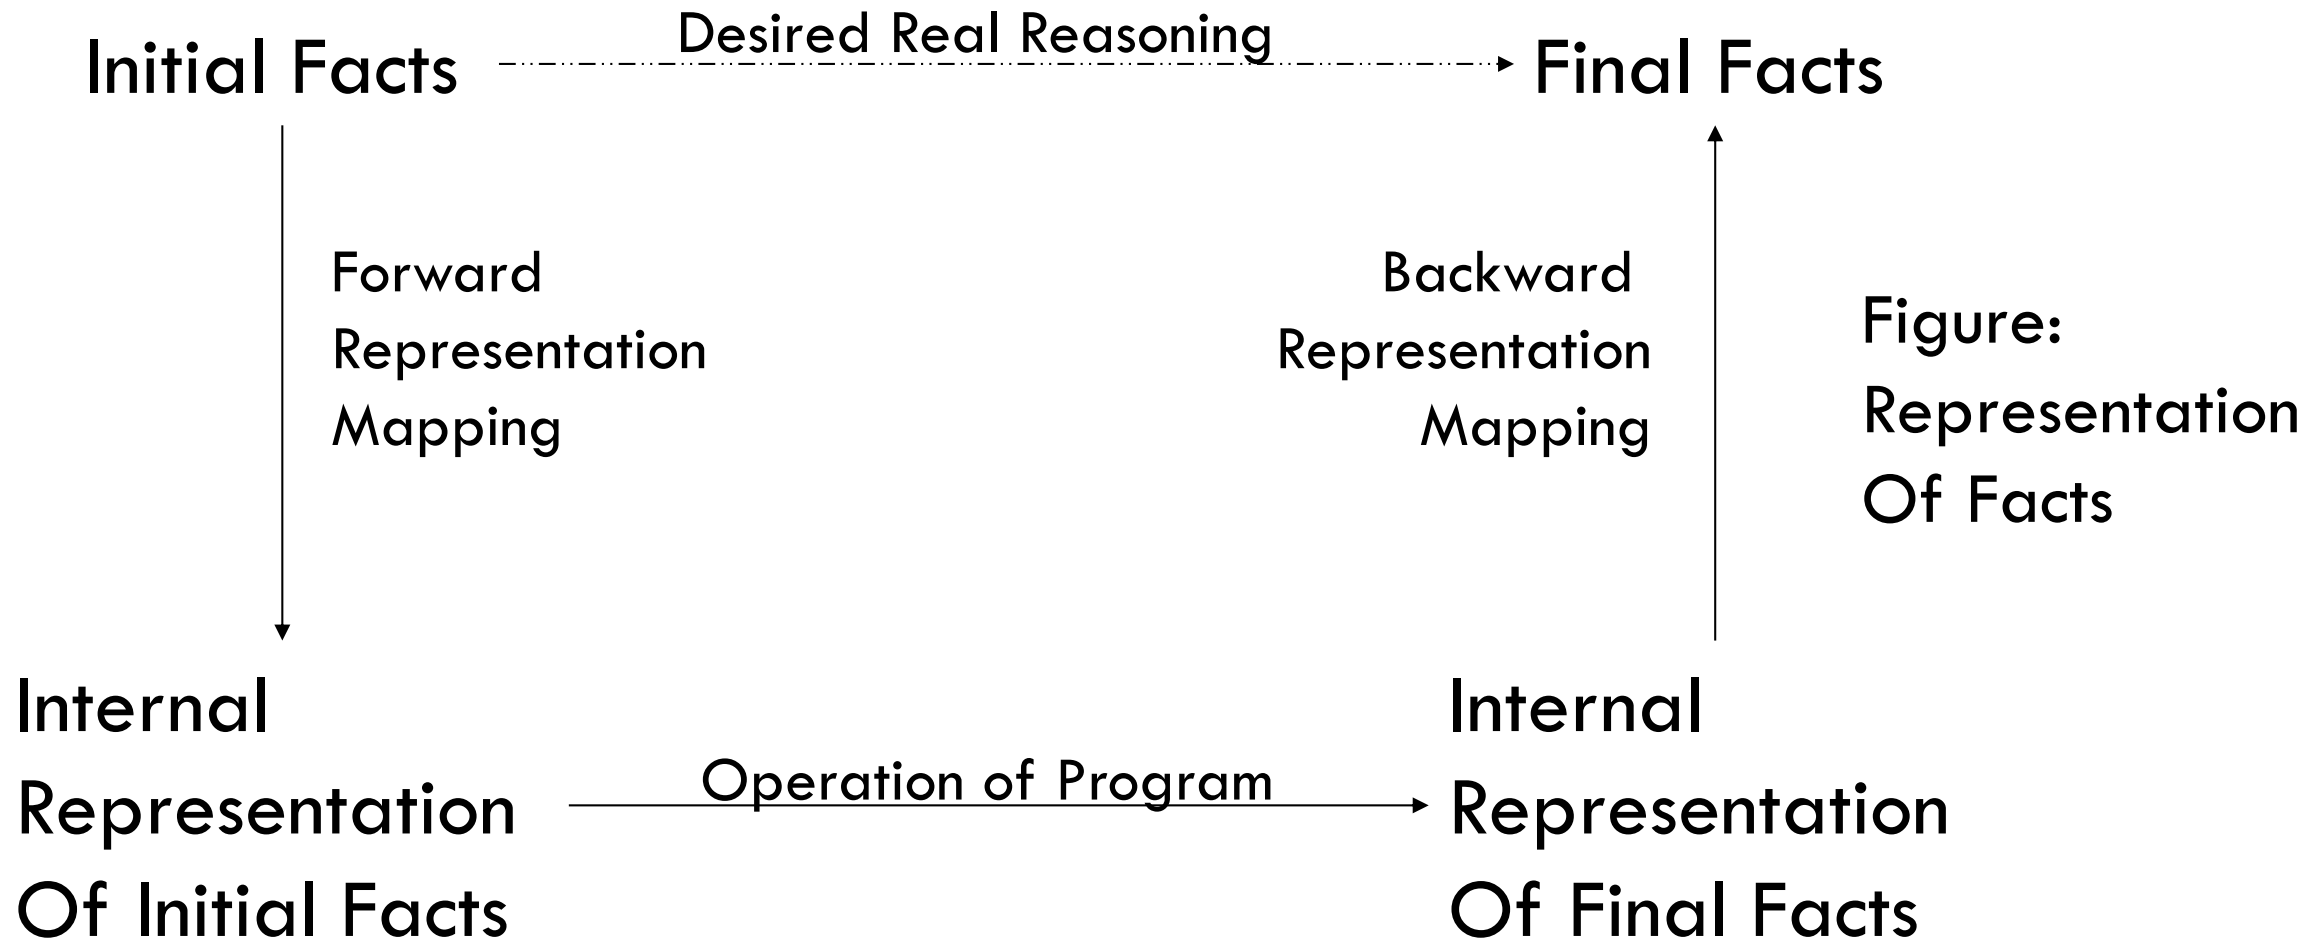 Desired Real Reasoning
Initial Facts
Final Facts
Forward
Representation
Mapping
Backward
Representation
Mapping
Figure:
Representation
Of Facts
Internal
Representation
Of Initial Facts
Operation of Program
Internal
Representation
Of Final Facts